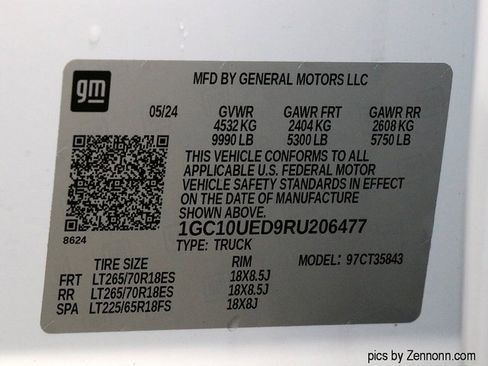 gm
MFD BY GENERAL MOTORS LLC
05/24 GVWR GAWR FRT GAWR RR
4532 KG 2404 KG 2608 KG
9990 LB 5300 LB 5750 LB
THIS VEHICLE CONFORMS TO ALL
APPLICABLE U.S. FEDERAL MOTOR
VEHICLE SAFETY STANDARDS IN EFFECT
ON THE DATE OF MANUFACTURE
SHOWN ABOVE.
8624
1GC10UED9RU206477
TYPE: TRUCK
TIRE SIZE RIM MODEL: 97CT35843
FRT LT265/70R18ES 18X8.5J
RR LT265/70R18ES 18X8.5J
SPA LT225/65R18FS 18X8J
pics by Zennonn.com